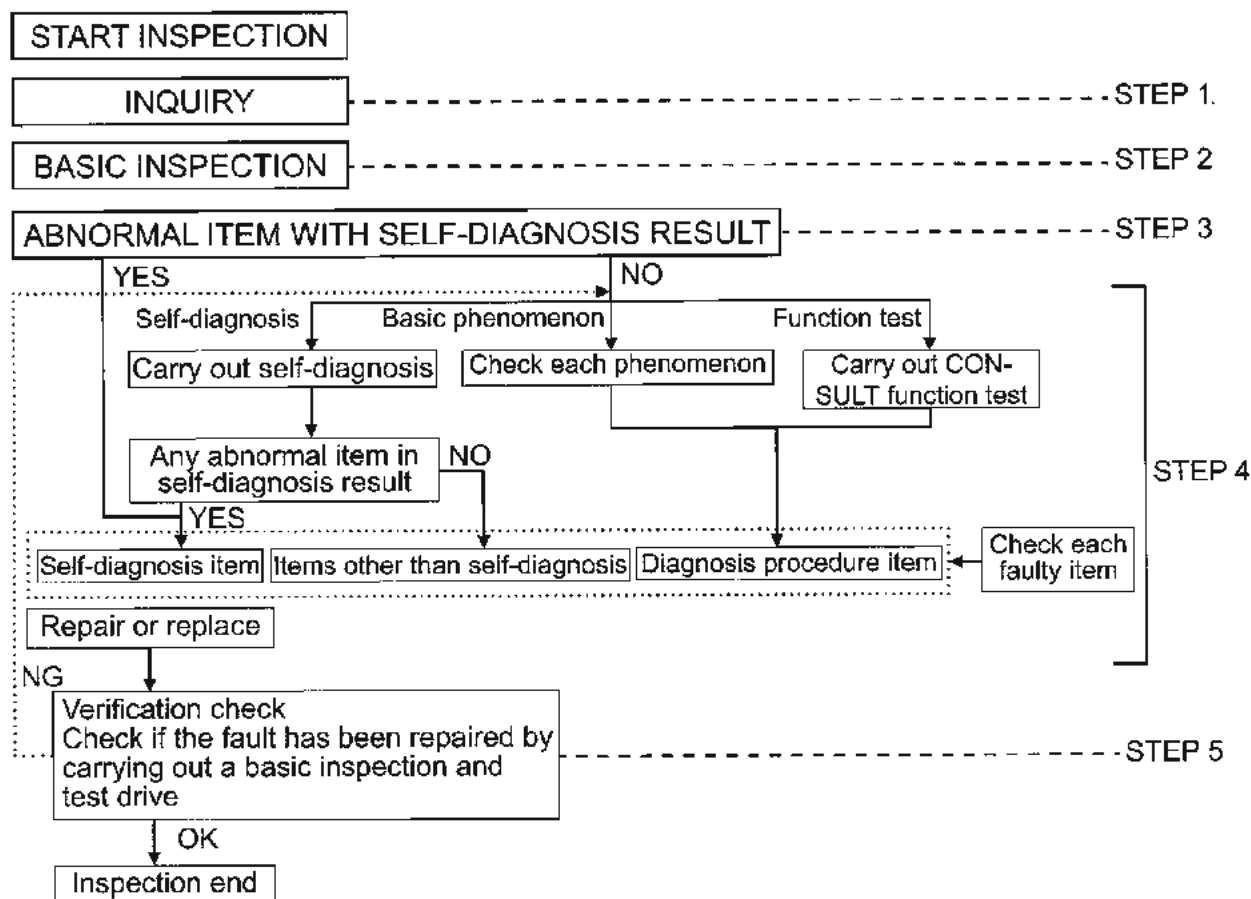 START INSPECTION
INQUIRY
STEP 1.
BASIC INSPECTION
STEP 2
ABNORMAL ITEM WITH SELF-DIAGNOSIS RESULT
STEP 3
YES
NO
Self-diagnosis
Basic phenomenon
Function test
Carry out self-diagnosis
Check each phenomenon
Carry out CON-
SULT function test
Any abnormal item in
self-diagnosis result
NO
STEP 4
YES
Self-diagnosis item
Items other than self-diagnosis
Diagnosis procedure item
Check each
faulty item
Repair or replace
NG
Verification check
Check if the fault has been repaired by
carrying out a basic inspection and
test drive
STEP 5
OK
Inspection end